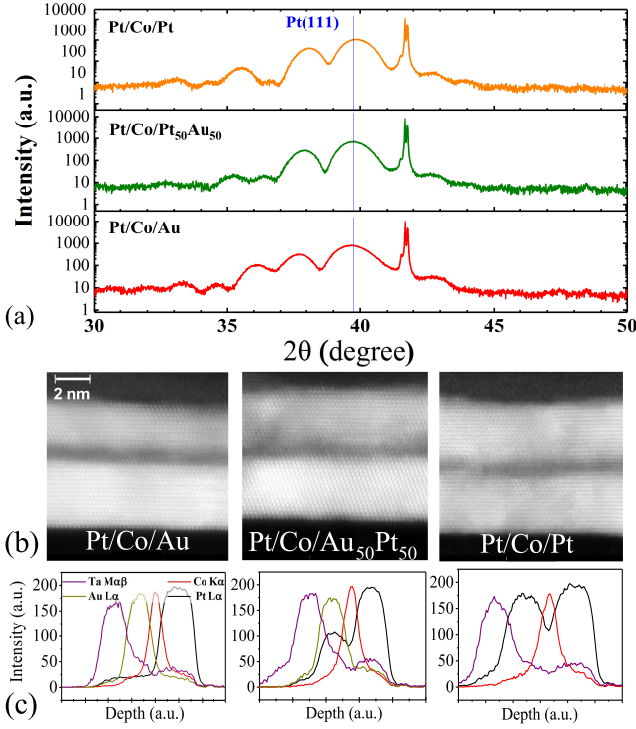 Pt/Co/Pt
Pt(111)
10000
1000
100
10
1
Pt/Co/Pt50Au50
10000
1000
100
10
1
Pt/Co/Au
10000
1000
100
10
1
Intensity (a.u.)
30 35 40 45 50
(a) 2θ (degree)
2 nm
(b) Pt/Co/Au Pt/Co/Au50Pt50 Pt/Co/Pt
Ta Mαβ Co Kα
Au Lα Pt Lα
200 200 200
150 150 150
100 100 100
50 50 50
0 0 0
Intensity (a.u.)
(c) Depth (a.u.) Depth (a.u.) Depth (a.u.)